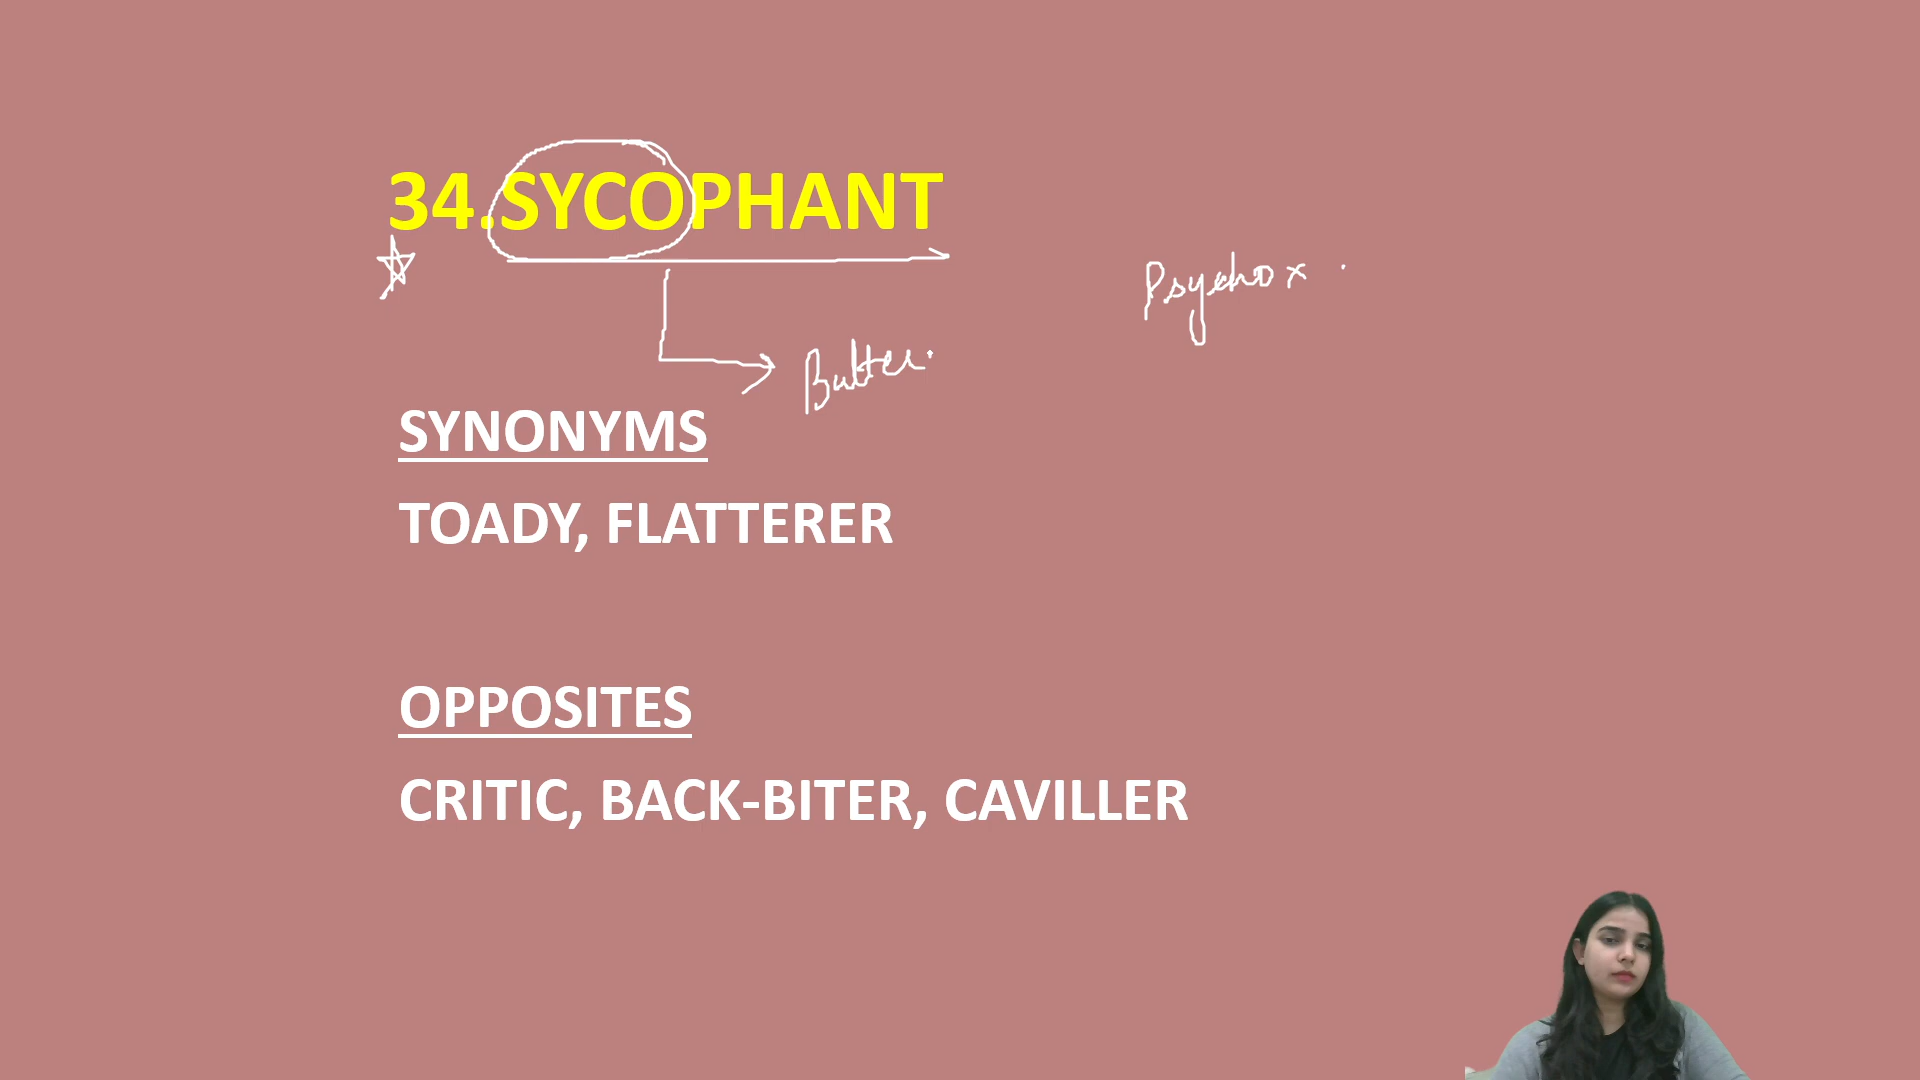 34.SYCOPHANT
Psycho x
Butter
SYNONYMS
TOADY, FLATTERER
OPPOSITES
CRITIC, BACK-BITER, CAVILLER